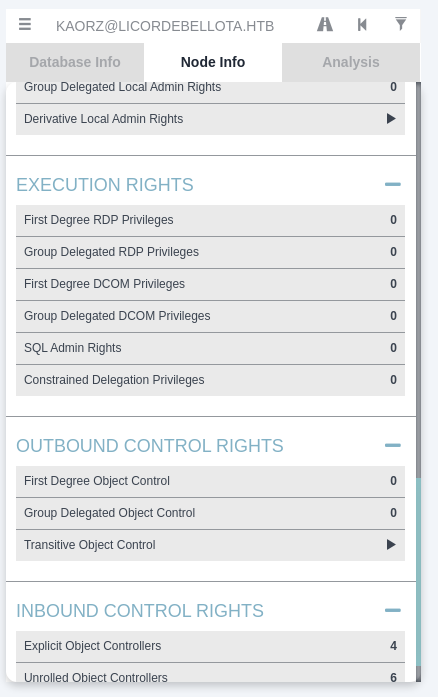 KAORZ@LICORDEBELLOTA.HTB
Database Info Node Info Analysis
Group Delegated Local Admin Rights 0
Derivative Local Admin Rights
EXECUTION RIGHTS
First Degree RDP Privileges 0
Group Delegated RDP Privileges 0
First Degree DCOM Privileges 0
Group Delegated DCOM Privileges 0
SQL Admin Rights 0
Constrained Delegation Privileges 0
OUTBOUND CONTROL RIGHTS
First Degree Object Control 0
Group Delegated Object Control 0
Transitive Object Control
INBOUND CONTROL RIGHTS
Explicit Object Controllers 4
Unrolled Object Controllers 6